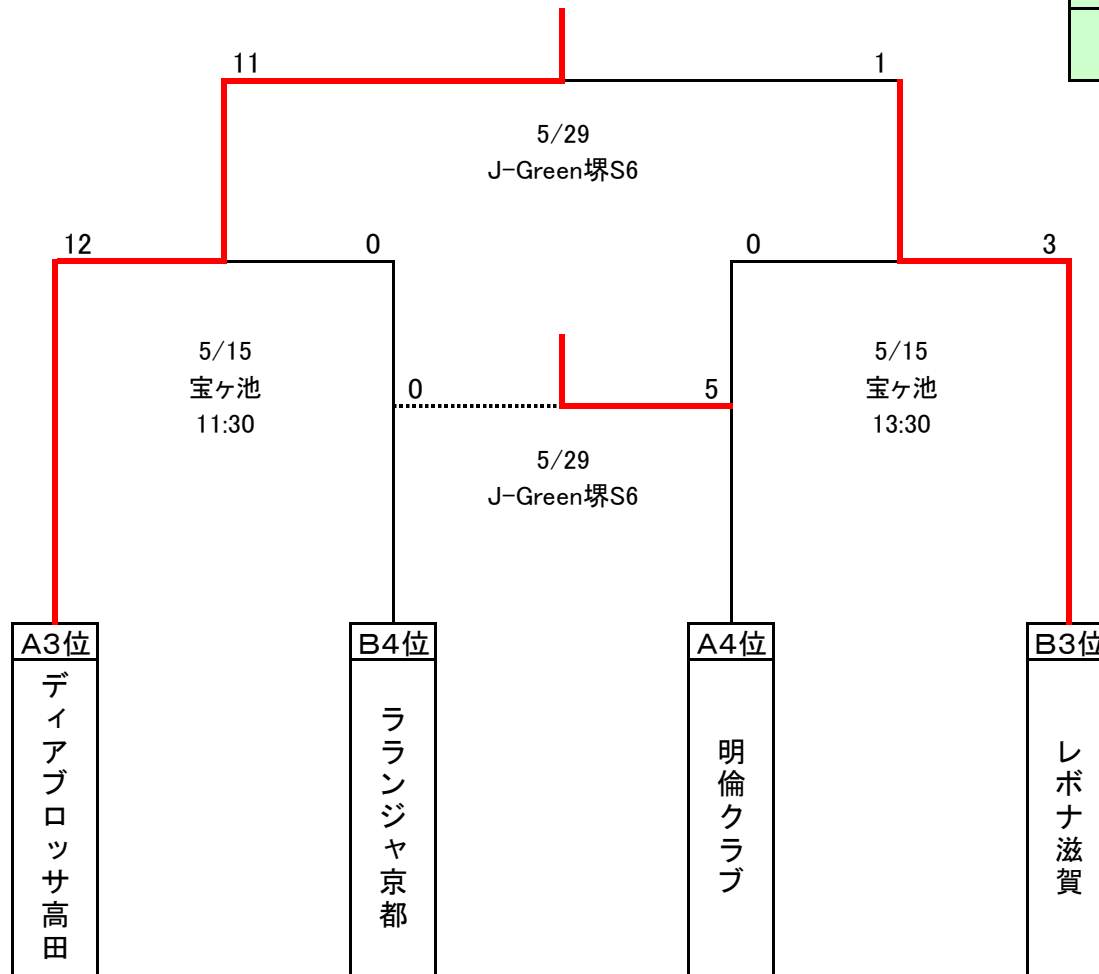 11
1
5/29
J-Green堺S6
12
0
0
3
5/15
宝ヶ池
11:30
5/15
宝ヶ池
13:30
0
5
5/29
J-Green堺S6
A3位
B4位
A4位
B3位
ディアブロッサ高田
ラランジャ京都
明倫クラブ
レボナ滋賀